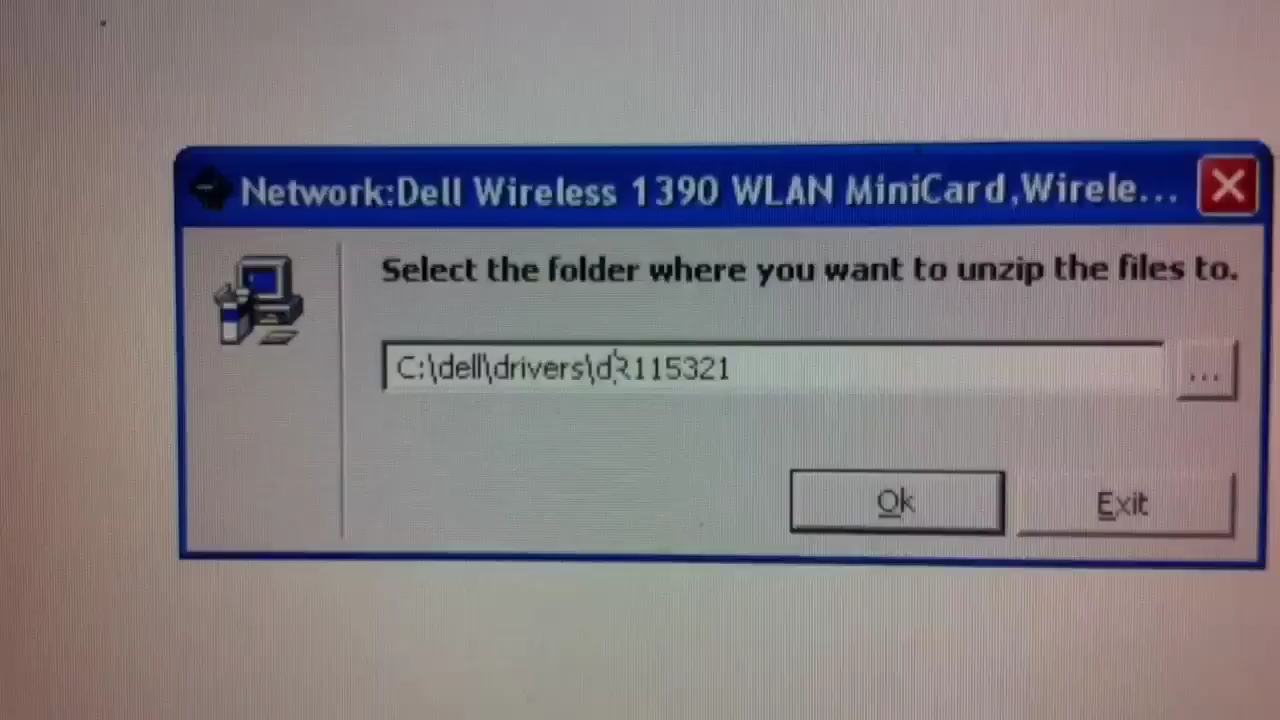 Network:Dell Wireless 1390 WLAN MiniCard,Wirele...
Select the folder where you want to unzip the files to.
C:\dell\drivers\dR115321
...
Ok
Exit